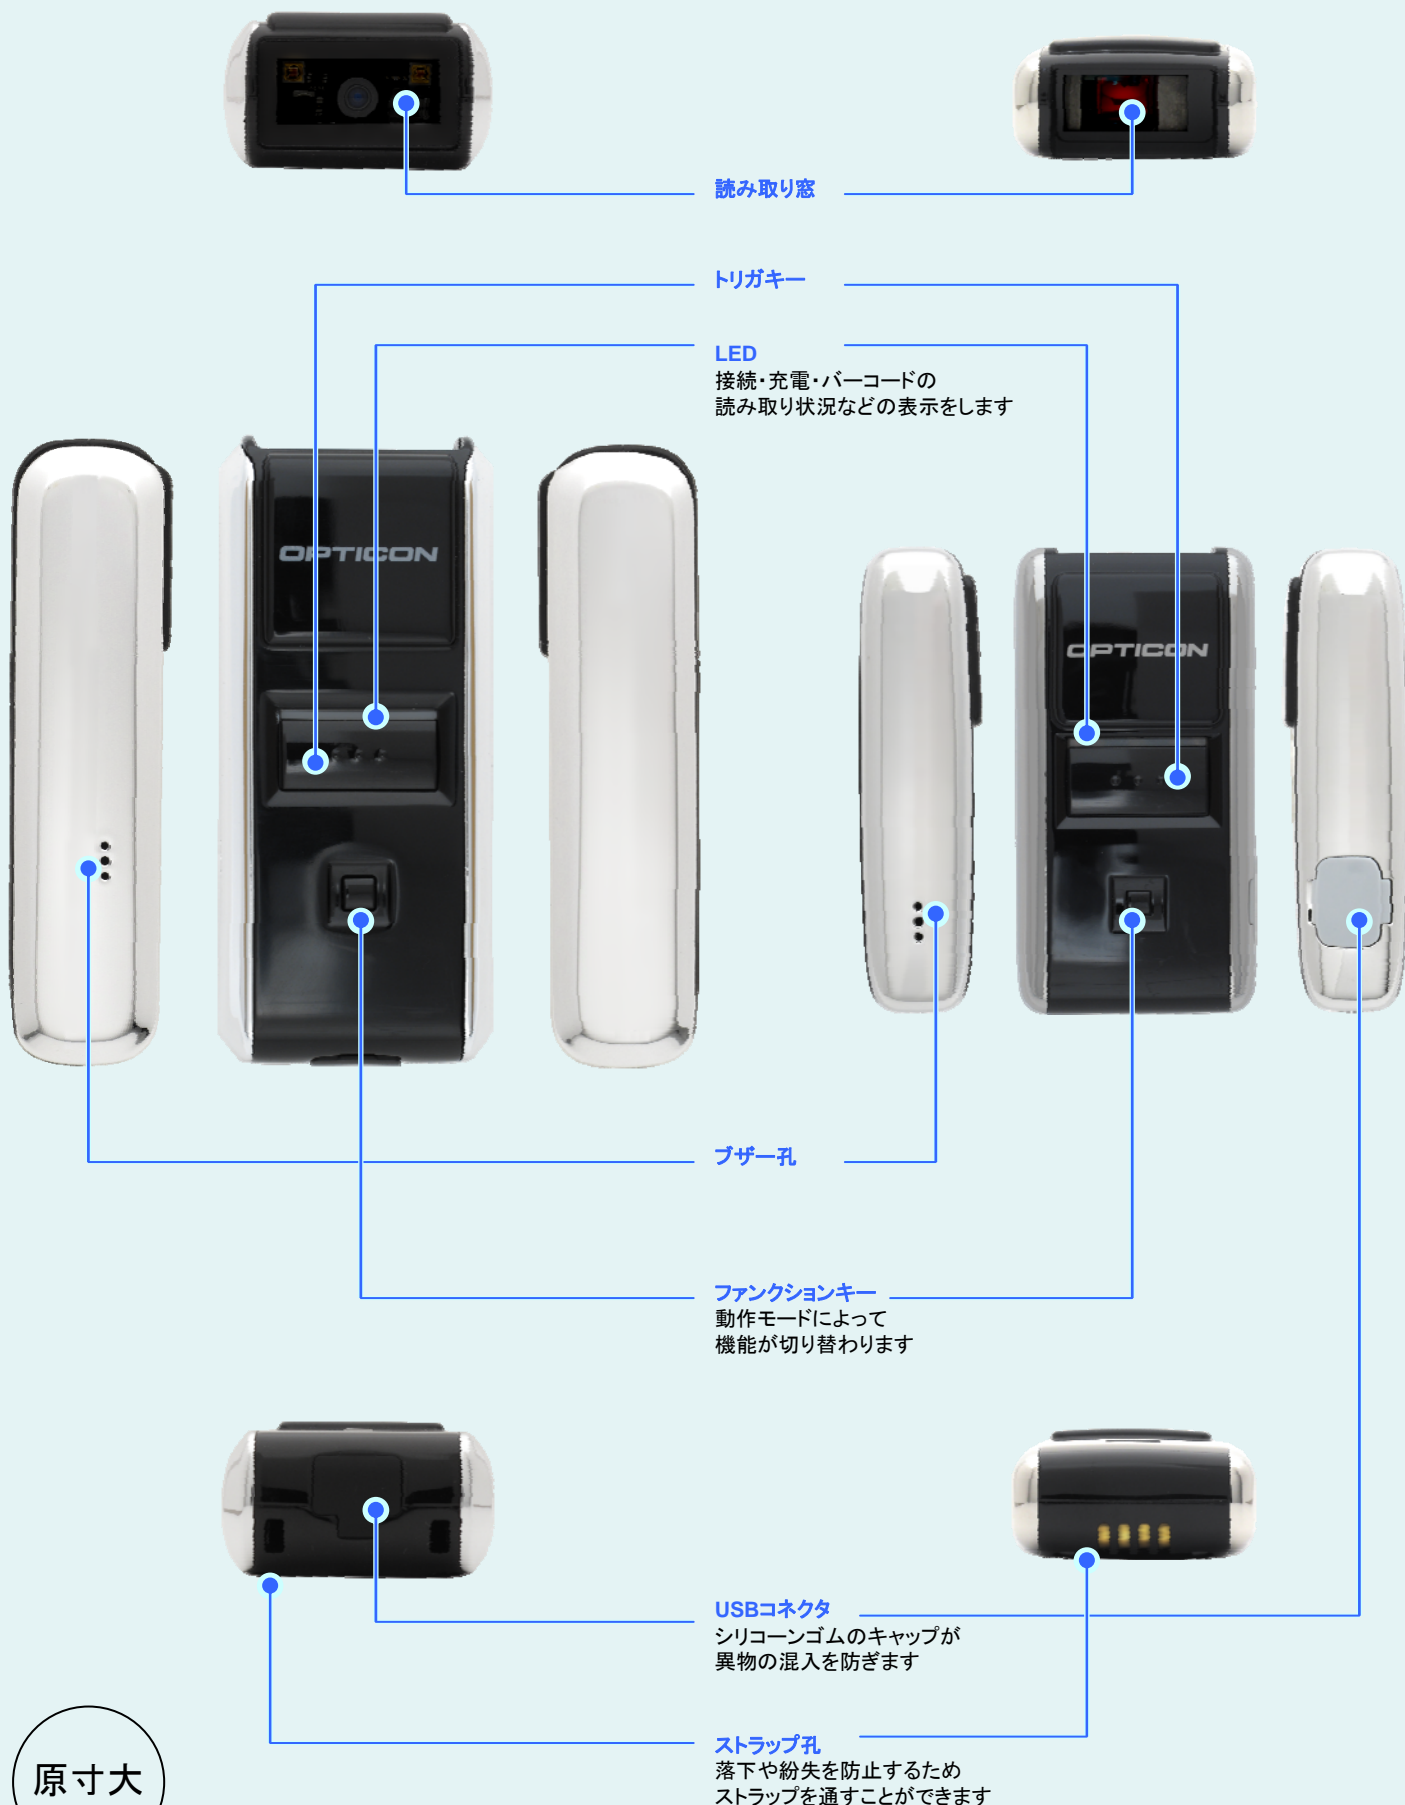 読み取り窓
トリガキー
LED
接続・充電・バーコードの
読み取り状況などの表示をします
OPTICON
OPTICON
ブザー孔
ファンクションキー
動作モードによって
機能が切り替わります
USBコネクタ
シリコーンゴムのキャップが
異物の混入を防ぎます
ストラップ孔
落下や紛失を防止するため
ストラップを通すことができます
原寸大